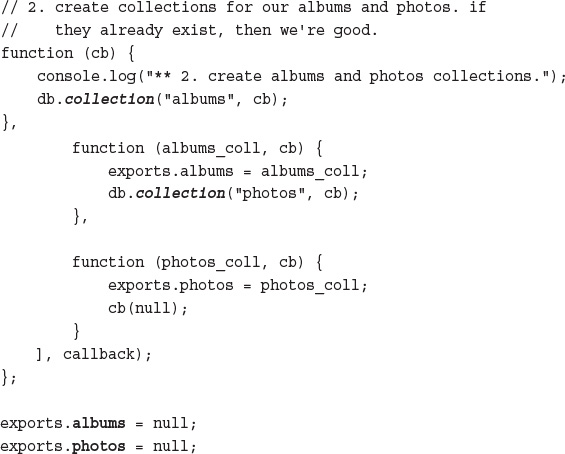 // 2. create collections for our albums and photos. if
//    they already exist, then we're good.
function (cb) {
    console.log("** 2. create albums and photos collections.");
    db.collection("albums", cb);
},
        function (albums_coll, cb) {
            exports.albums = albums_coll;
            db.collection("photos", cb);
        },

        function (photos_coll, cb) {
            exports.photos = photos_coll;
            cb(null);
        }
    ], callback);
};

exports.albums = null;
exports.photos = null;